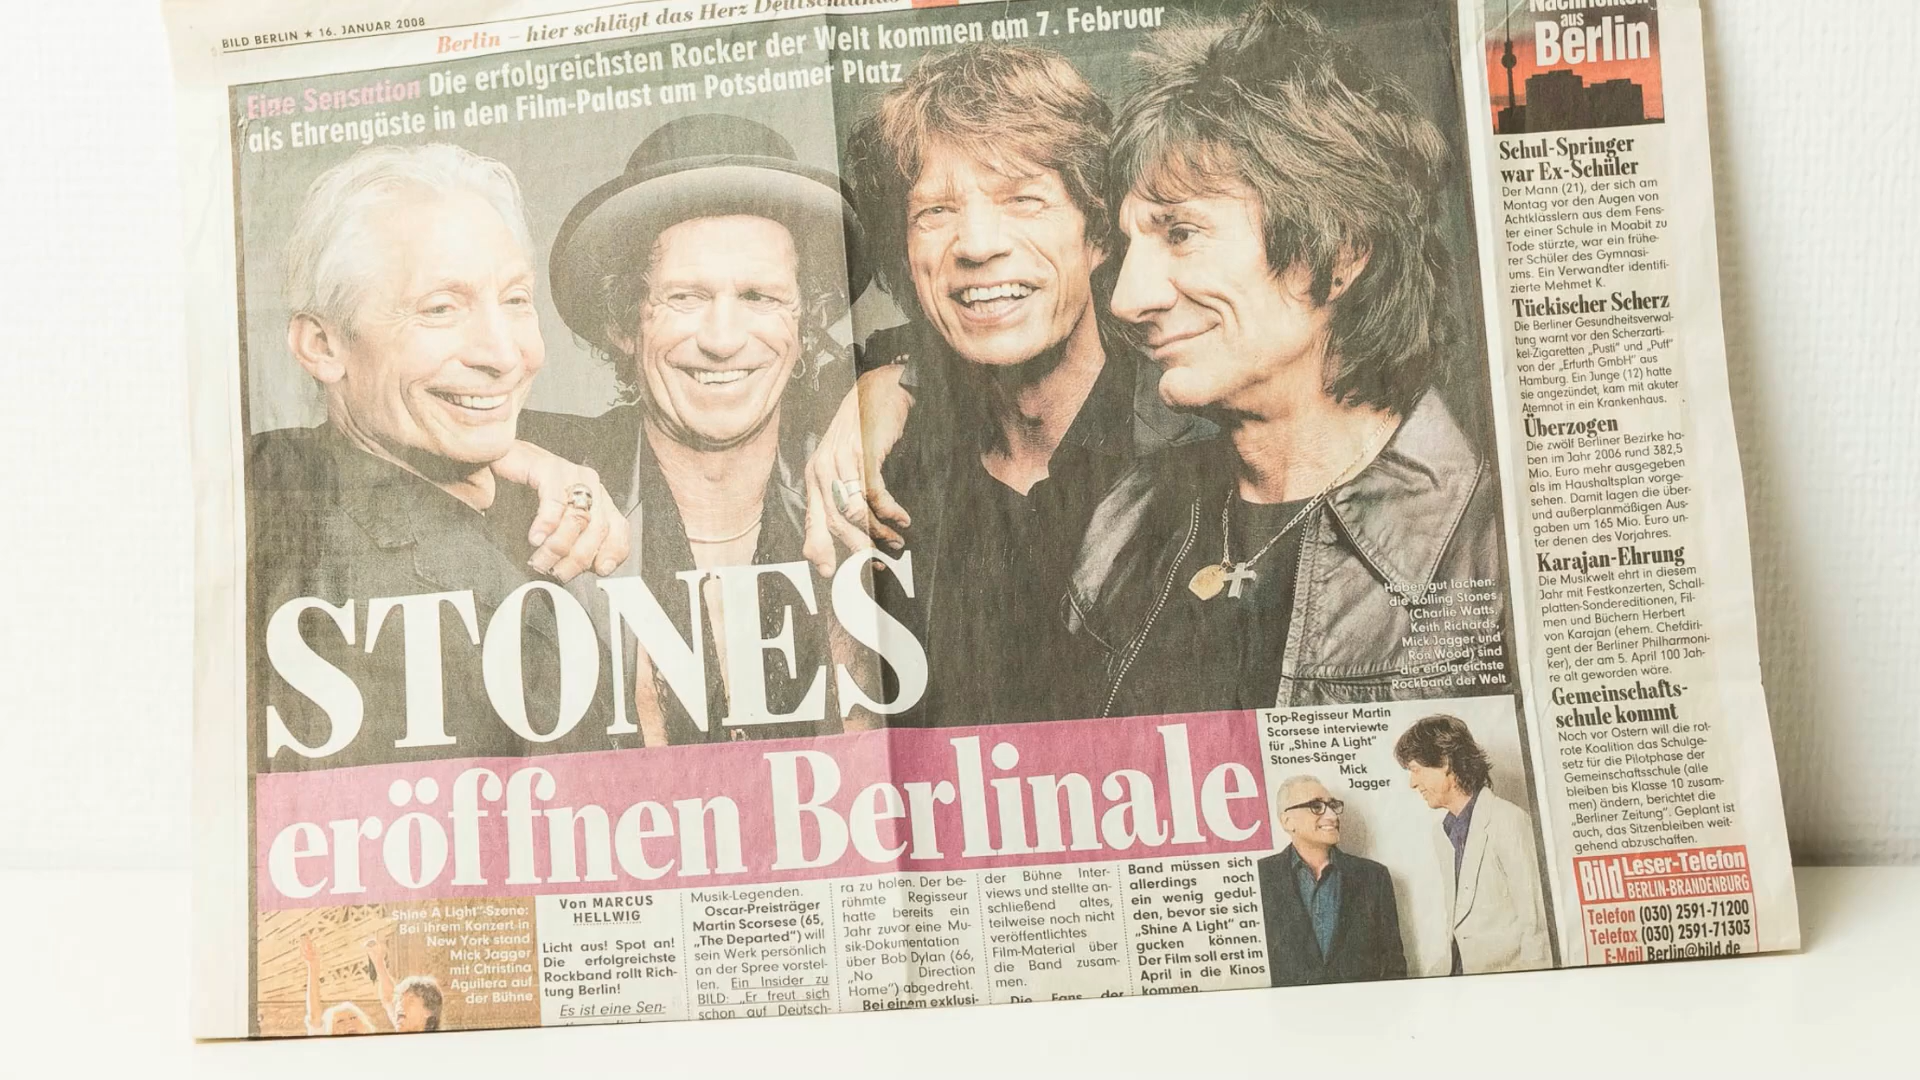 BILD BERLIN ★ 16. JANUAR 2008
Berlin – hier schlägt das Herz Deutschlands
Eine Sensation Die erfolgreichsten Rocker der Welt kommen am 7. Februar
als Ehrengäste in den Film-Palast am Potsdamer Platz
Haben gut lachen:
die Rolling Stones
(Charlie Watts,
Keith Richards,
Mick Jagger und
Ron Wood) sind
die erfolgreichste
Rockband der Welt
STONES
eröffnen Berlinale
Top-Regisseur Martin
Scorsese interviewte
für „Shine A Light"
Stones-Sänger
Mick
Jagger
Shine A Light"-Szene:
Bei ihrem Konzert in
New York stand
Mick Jagger
mit Christina
Aguilera auf
der Bühne
Von MARCUS
HELLWIG
Licht aus! Spot an!
Die erfolgreichste
Rockband rollt Rich-
tung Berlin!
Es ist eine Sen-
Musik-Legenden.
Oscar-Preisträger
Martin Scorsese (65,
„The Departed") will
sein Werk persönlich
an der Spree vorstel-
len. Ein Insider zu
BILD: „Er freut sich
schon auf Deutsch-
ra zu holen. Der be-
rühmte Regisseur
hatte bereits ein
Jahr zuvor eine Mu-
sik-Dokumentation
über Bob Dylan (66,
„No Direction
Home") abgedreht.
Bei einem exklusi-
der Bühne Inter-
views und stellte an-
schließend altes,
teilweise noch nicht
veröffentlichtes
Film-Material über
die Band zusam-
men.
Die Fans der
Band müssen sich
allerdings noch
ein wenig gedul-
den, bevor sie sich
„Shine A Light" an-
gucken können.
Der Film soll erst im
April in die Kinos
kommen.
Nachrichten
aus
Berlin
Schul-Springer
war Ex-Schüler
Der Mann (21), der sich am
Montag vor den Augen von
Achtklässlern aus dem Fens-
ter einer Schule in Moabit zu
Tode stürzte, war ein frühe-
rer Schüler des Gymnasi-
ums. Ein Verwandter identifi-
zierte Mehmet K.
Tückischer Scherz
Die Berliner Gesundheitsverwal-
tung warnt vor den Scherzarti-
kel-Zigaretten „Pusti" und „Puff"
von der „Erfurth GmbH" aus
Hamburg. Ein Junge (12) hatte
sie angezündet, kam mit akuter
Atemnot in ein Krankenhaus.
Überzogen
Die zwölf Berliner Bezirke ha-
ben im Jahr 2006 rund 382,5
Mio. Euro mehr ausgegeben
als im Haushaltsplan vorge-
sehen. Damit lagen die über-
und außerplanmäßigen Aus-
gaben um 165 Mio. Euro un-
ter denen des Vorjahres.
Karajan-Ehrung
Die Musikwelt ehrt in diesem
Jahr mit Festkonzerten, Schall-
platten-Sondereditionen, Fil-
men und Büchern Herbert
von Karajan (ehem. Chefdiri-
gent der Berliner Philharmoni-
ker), der am 5. April 100 Jah-
re alt geworden wäre.
Gemeinschafts-
schule kommt
Noch vor Ostern will die rot-
rote Koalition das Schulge-
setz für die Pilotphase der
Gemeinschaftsschule (alle
bleiben bis Klasse 10 zusam-
men) ändern, berichtet die
„Berliner Zeitung". Geplant ist
auch, das Sitzenbleiben weit-
gehend abzuschaffen.
Bild Leser-Telefon
BERLIN-BRANDENBURG
Telefon (030) 2591-71200
Telefax (030) 2591-71303
E-Mail Berlin@bild.de